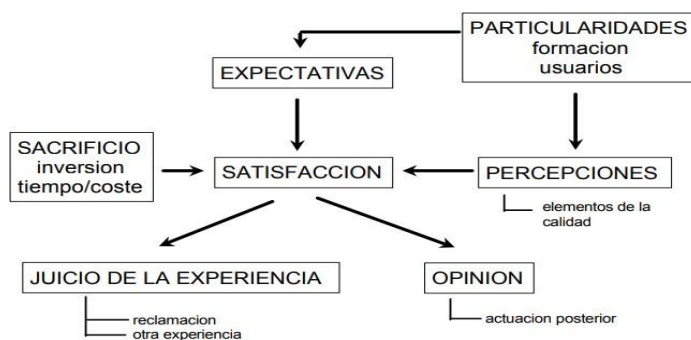 PARTICULARIDADES
formacion
usuarios
EXPECTATIVAS
SACRIFICIO
inversion
tiempo/coste
SATISFACCION
PERCEPCIONES
elementos de la
calidad
JUICIO DE LA EXPERIENCIA
OPINION
reclamacion
otra experiencia
actuacion posterior